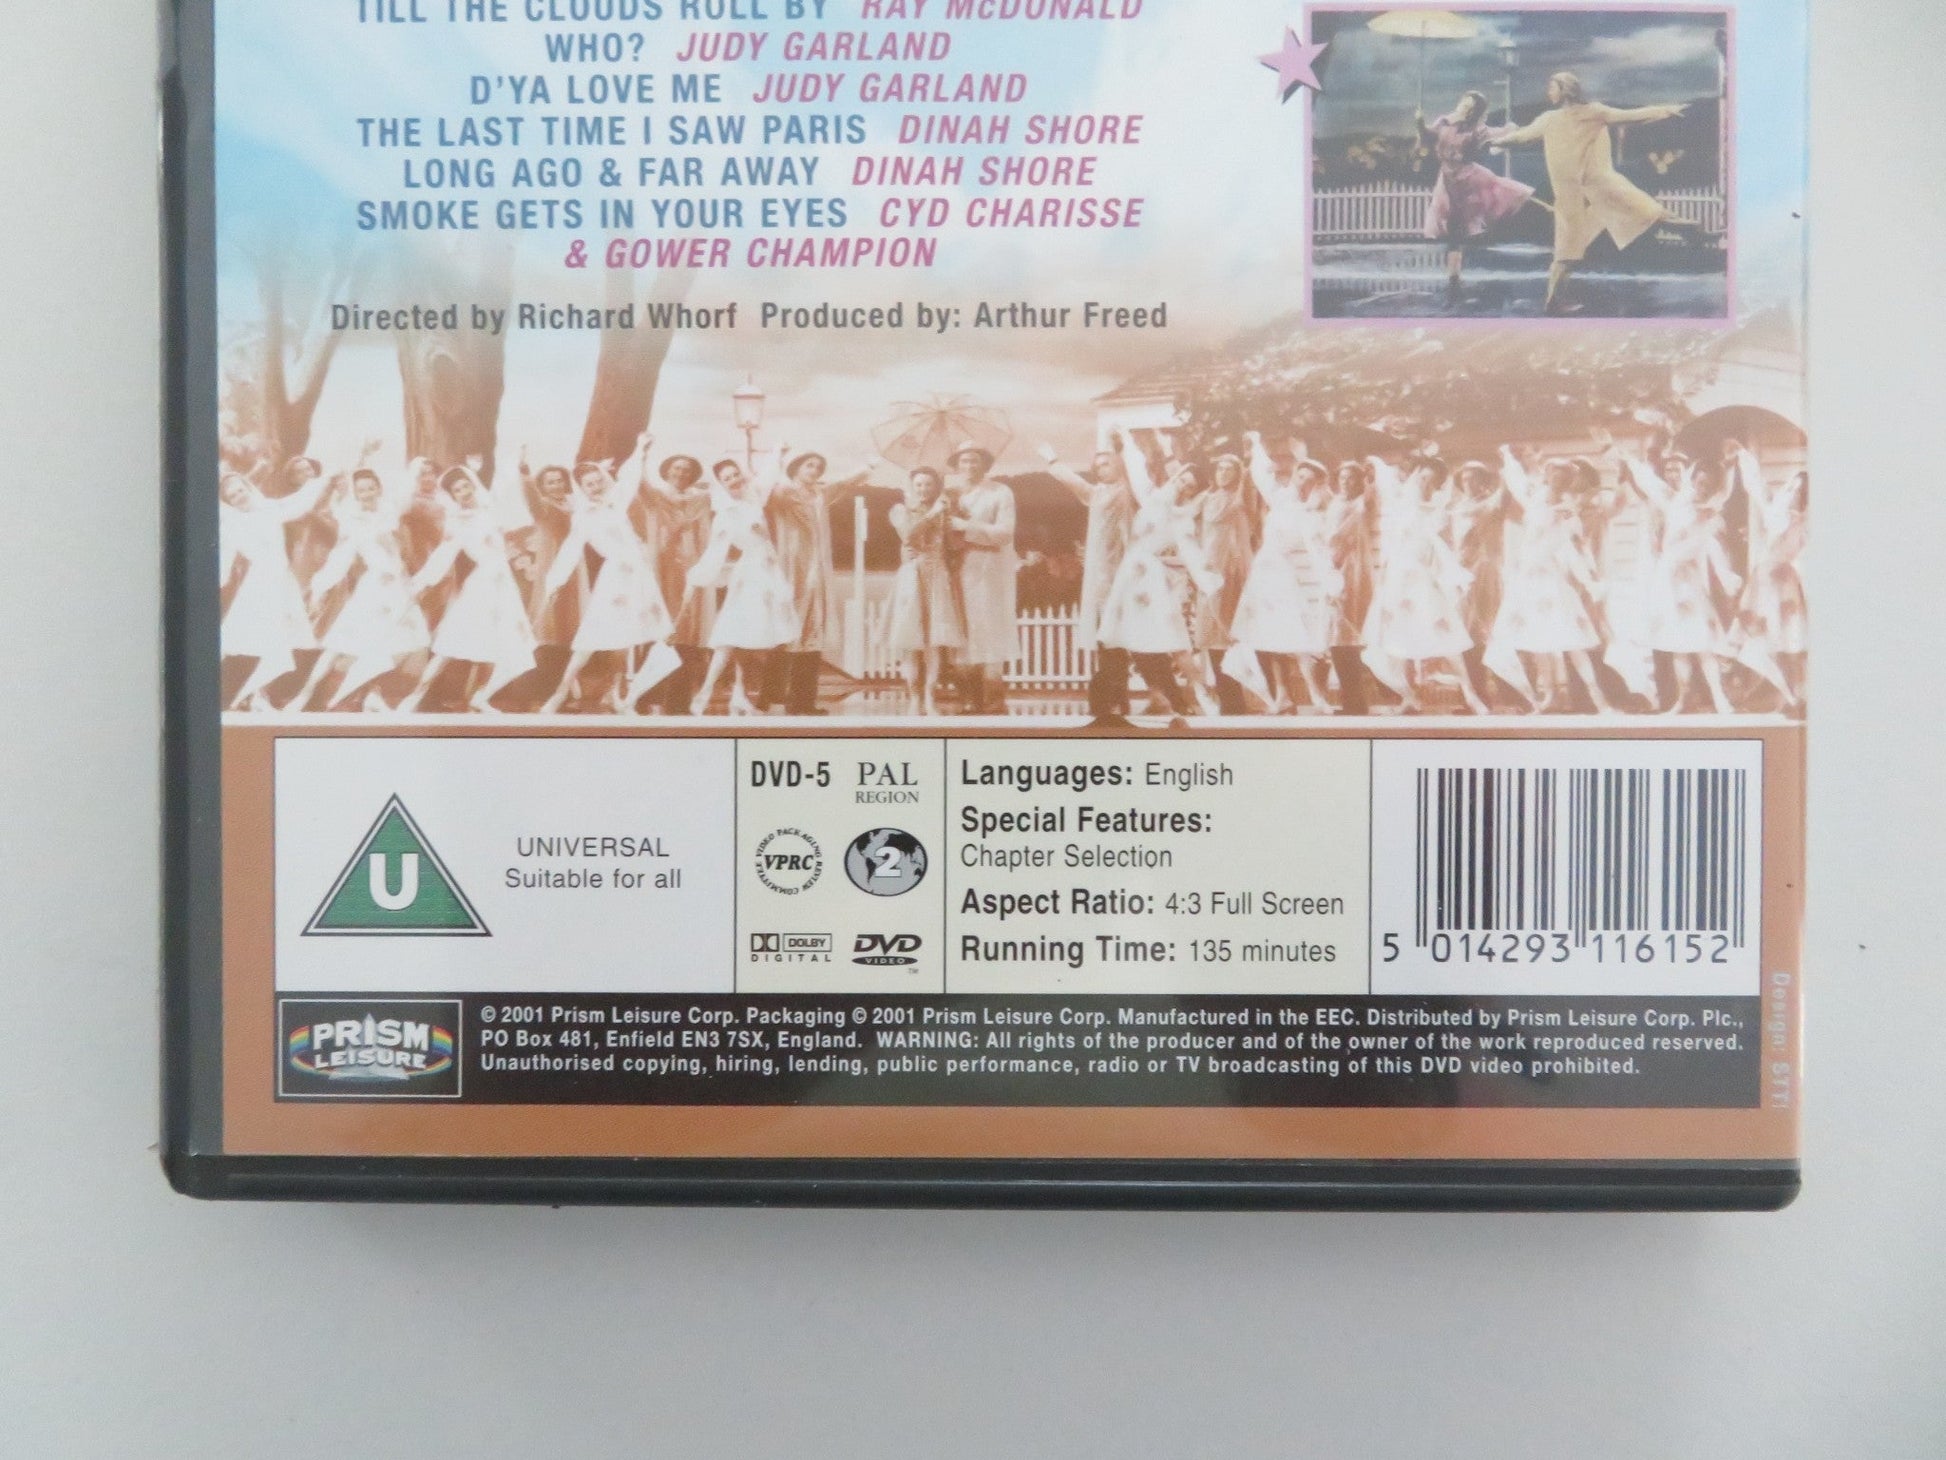 TILL THE CLOUDS ROLL BY RAY McDONALD
WHO? JUDY GARLAND
D'YA LOVE ME JUDY GARLAND
THE LAST TIME I SAW PARIS DINAH SHORE
LONG AGO & FAR AWAY DINAH SHORE
SMOKE GETS IN YOUR EYES CYD CHARISSE
& GOWER CHAMPION
Directed by Richard Whorf Produced by: Arthur Freed
U
UNIVERSAL
Suitable for all
DVD-5 PAL
REGION
VIDEO PACKAGING REVIEW COMMITTEE
VPRC
2
DOLBY
DIGITAL
DVD
VIDEO
TM
Languages: English
Special Features:
Chapter Selection
Aspect Ratio: 4:3 Full Screen
Running Time: 135 minutes
5 014293 116152
PRISM
LEISURE
© 2001 Prism Leisure Corp. Packaging © 2001 Prism Leisure Corp. Manufactured in the EEC. Distributed by Prism Leisure Corp. Plc.,
PO Box 481, Enfield EN3 7SX, England. WARNING: All rights of the producer and of the owner of the work reproduced reserved.
Unauthorised copying, hiring, lending, public performance, radio or TV broadcasting of this DVD video prohibited.
Design: STTI